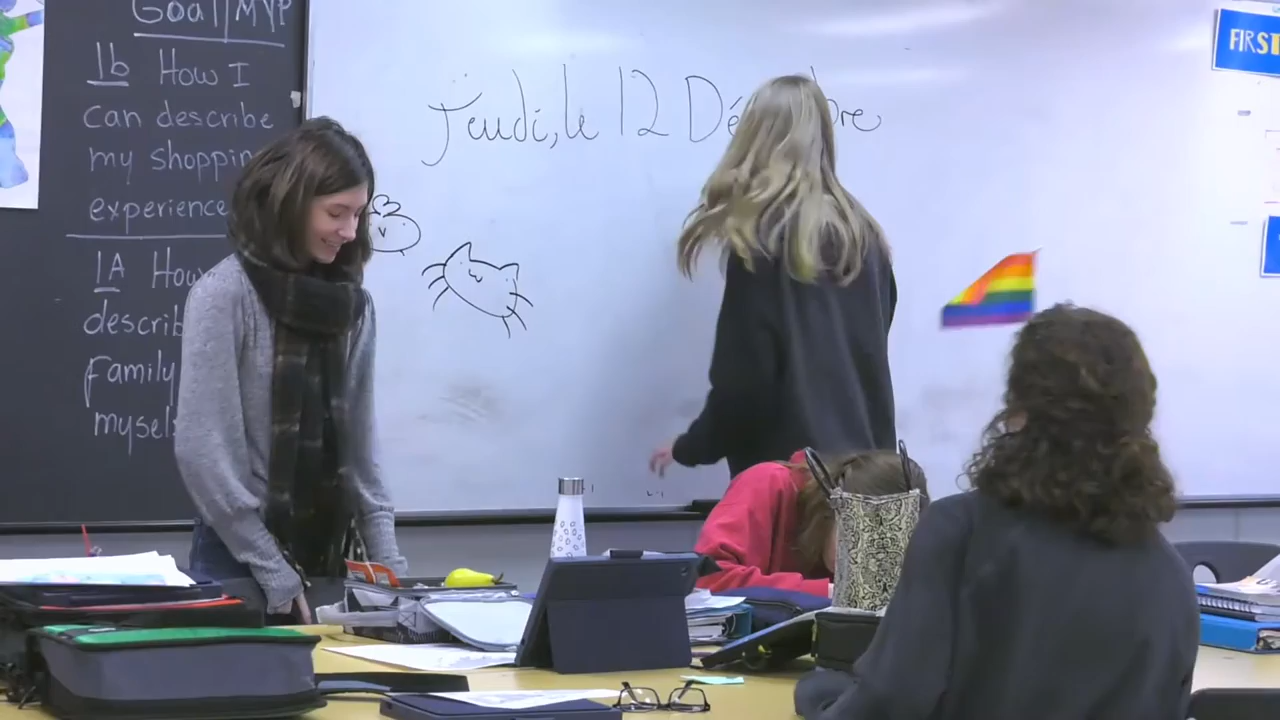 Goal/MVP
1b How I
can describe
my shoppin
experience
1A How
describ
family
mysel
Jeudi, le 12 Dé bre
FIRST